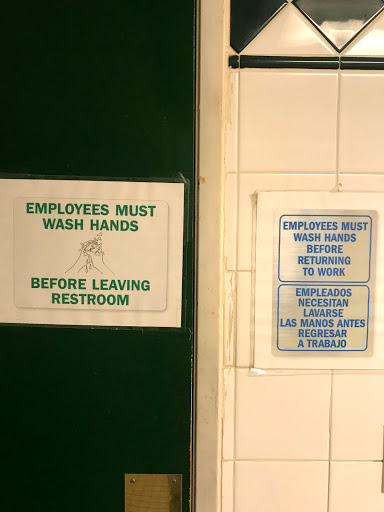 EMPLOYEES MUST
WASH HANDS
BEFORE LEAVING
RESTROOM
EMPLOYEES MUST
WASH HANDS
BEFORE
RETURNING
TO WORK
EMPLEADOS
NECESITAN
LAVARSE
LAS MANOS ANTES
REGRESAR
A TRABAJO